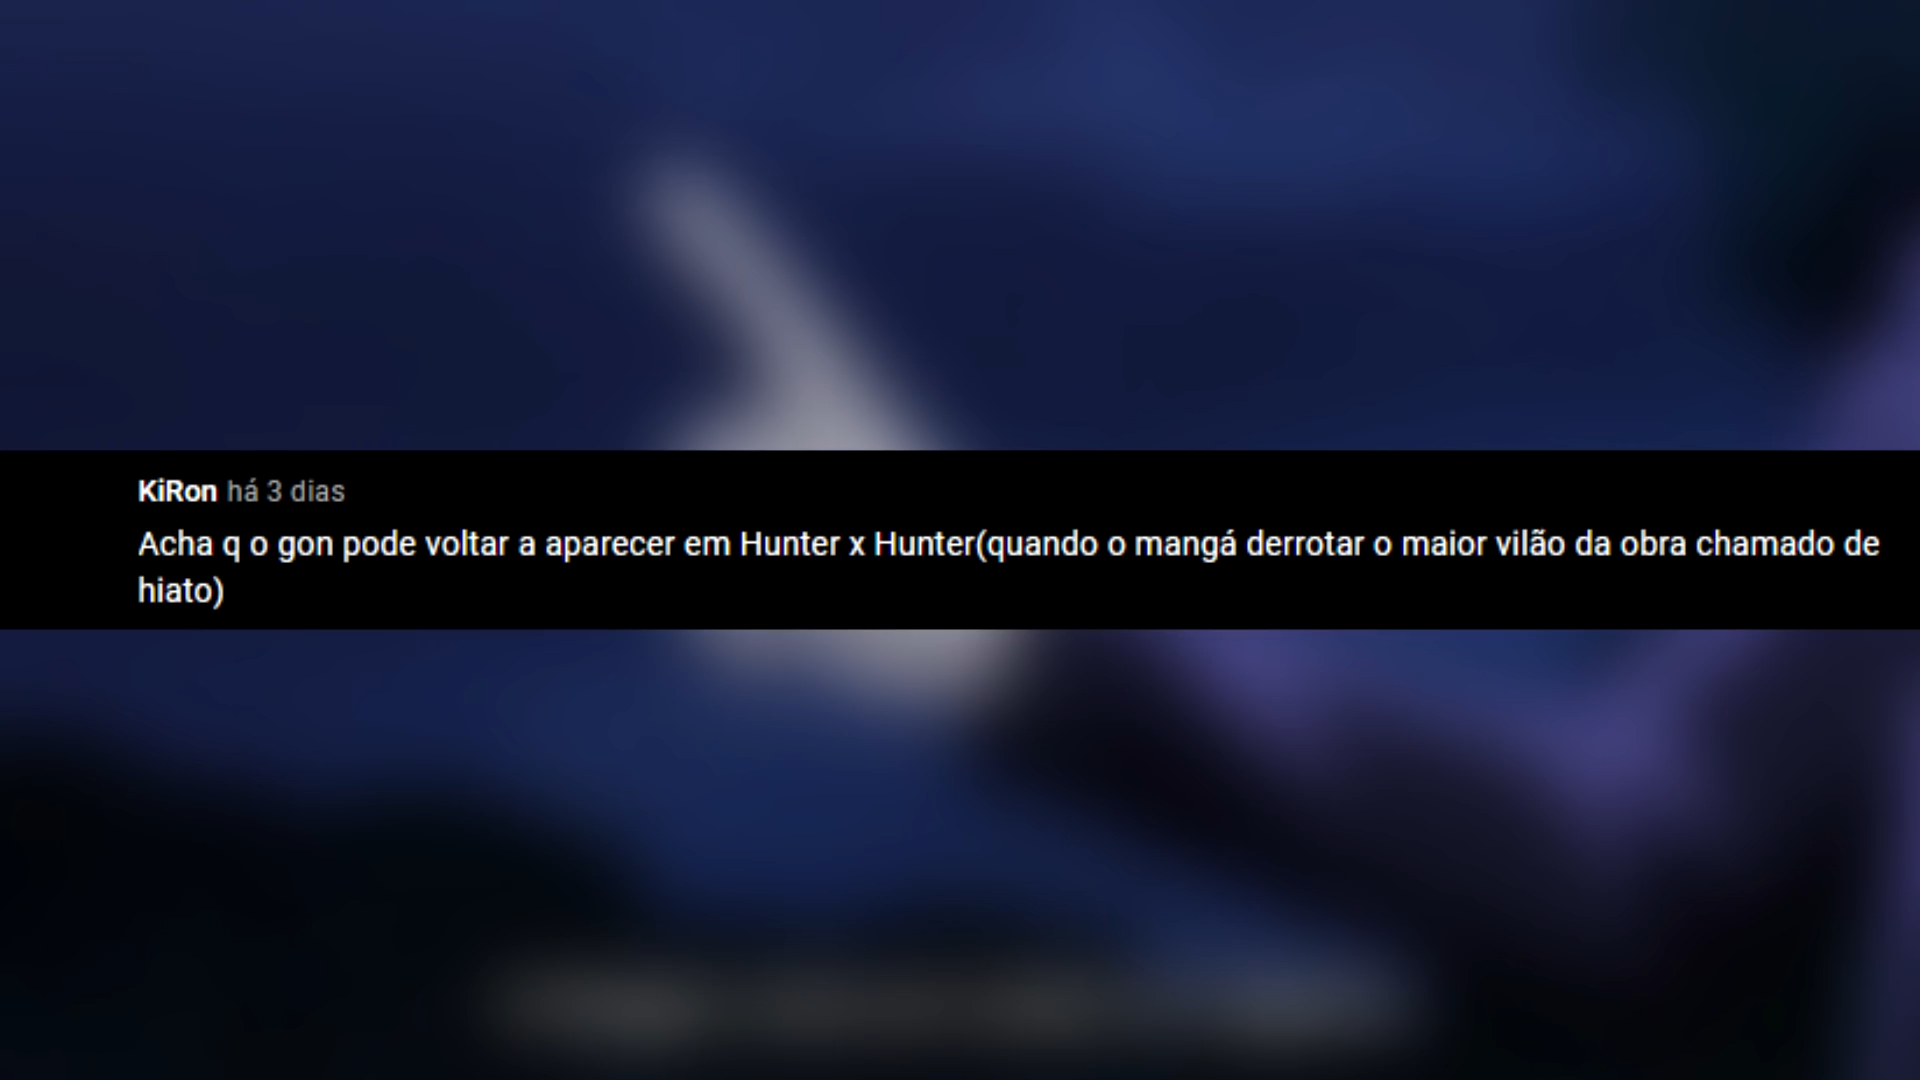 KiRon há 3 dias
Acha q o gon pode voltar a aparecer em Hunter x Hunter(quando o mangá derrotar o maior vilão da obra chamado de
hiato)